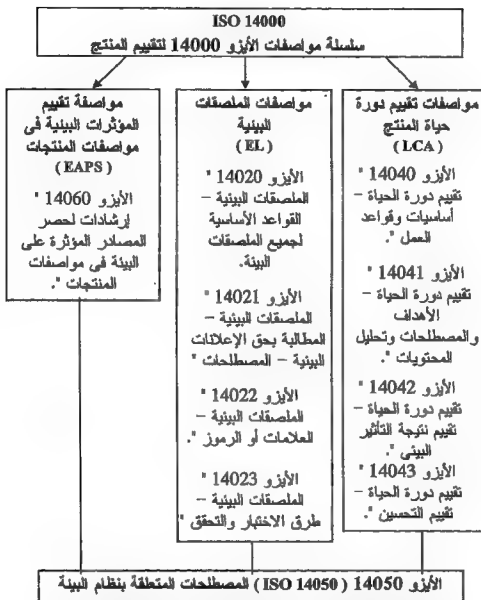 ISO 14000
سلسلة مواصفات الأيزو 14000 لتقييم المنتج
مواصفات تقييم دورة
حياة المنتج
( LCA )
الأيزو 14040 "
تقييم دورة الحياة –
أساسيات وقواعد
العمل ".
الأيزو 14041 "
تقييم دورة الحياة –
الأهداف
والمصطلحات وتحليل
المحتويات ".
الأيزو 14042 "
تقييم دورة الحياة –
تقييم نتيجة التأثير
البينى ".
الأيزو 14043 "
تقييم دورة الحياة –
تقييم التحسين ".
مواصفات الملصقات
البيئية
( EL )
الأيزو 14020 "
الملصقات البيئية –
القواعد الأساسية
لجميع الملصقات
البيئة.
الأيزو 14021 "
الملصقات البيئية –
المطالبة بحق الإعلانات
البيئية – المصطلحات "
الأيزو 14022 "
الملصقات البيئية –
العلامات أو الرموز ".
الأيزو 14023 "
الملصقات البيئية –
طرق الاختبار والتحقق "
مواصفة تقييم
المؤثرات البيئية فى
مواصفات المنتجات
( EAPS )
الأيزو 14060 "
إرشادات لحصر
المصادر المؤثرة على
البيئة فى مواصفات
المنتجات ".
الأيزو 14050 ( ISO 14050 ) المصطلحات المتعلقة بنظام البيئة